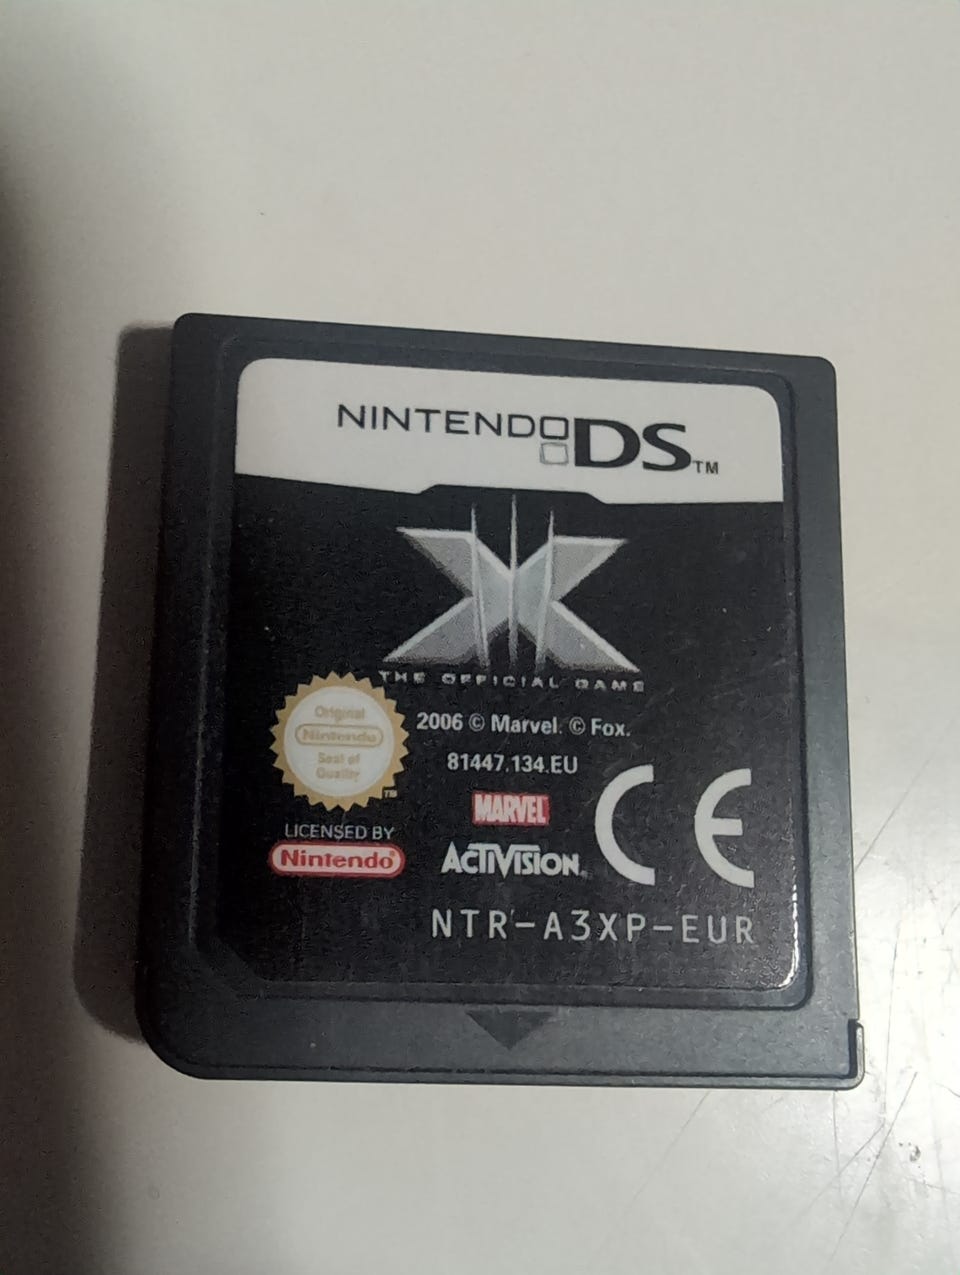 NINTENDO DS™
THE OFFICIAL GAME
2006 © Marvel. © Fox.
81447.134.EU
Original
Nintendo
Seal of
Quality
TM
LICENSED BY
Nintendo®
MARVEL
ACTIVISION®
CE
NTR-A3XP-EUR